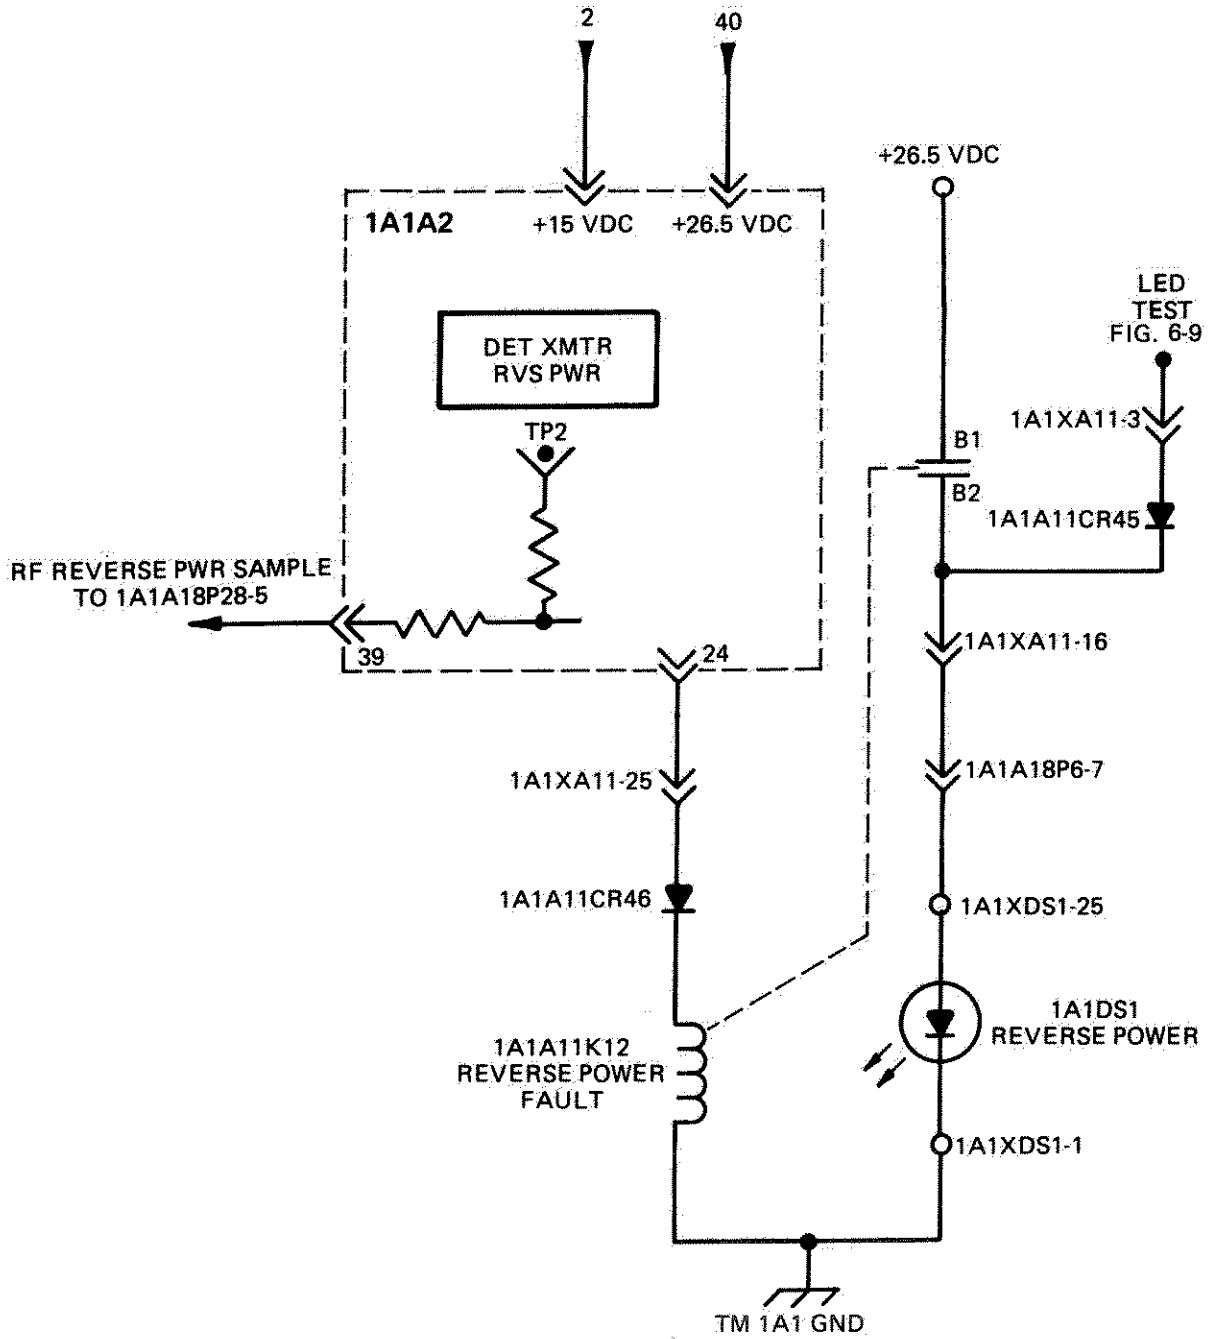 2
40
+26.5 VDC
1A1A2
+15 VDC
+26.5 VDC
LED
TEST
FIG. 6-9
DET XMTR
RVS PWR
TP2
1A1XA11-3
B1
B2
1A1A11CR45
RF REVERSE PWR SAMPLE
TO 1A1A18P28-5
39
24
1A1XA11-16
1A1XA11-25
1A1A18P6-7
1A1A11CR46
1A1XDS1-25
1A1DS1
REVERSE POWER
1A1A11K12
REVERSE POWER
FAULT
1A1XDS1-1
TM 1A1 GND